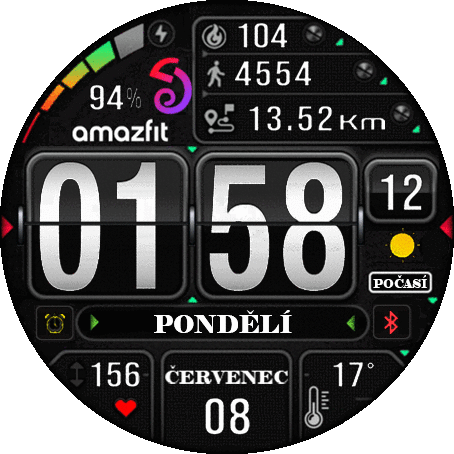 104
4554
94%
13.52Km
amazfit
01 58
12
POČASÍ
PONDĚLÍ
156
ČERVENEC
08
17°